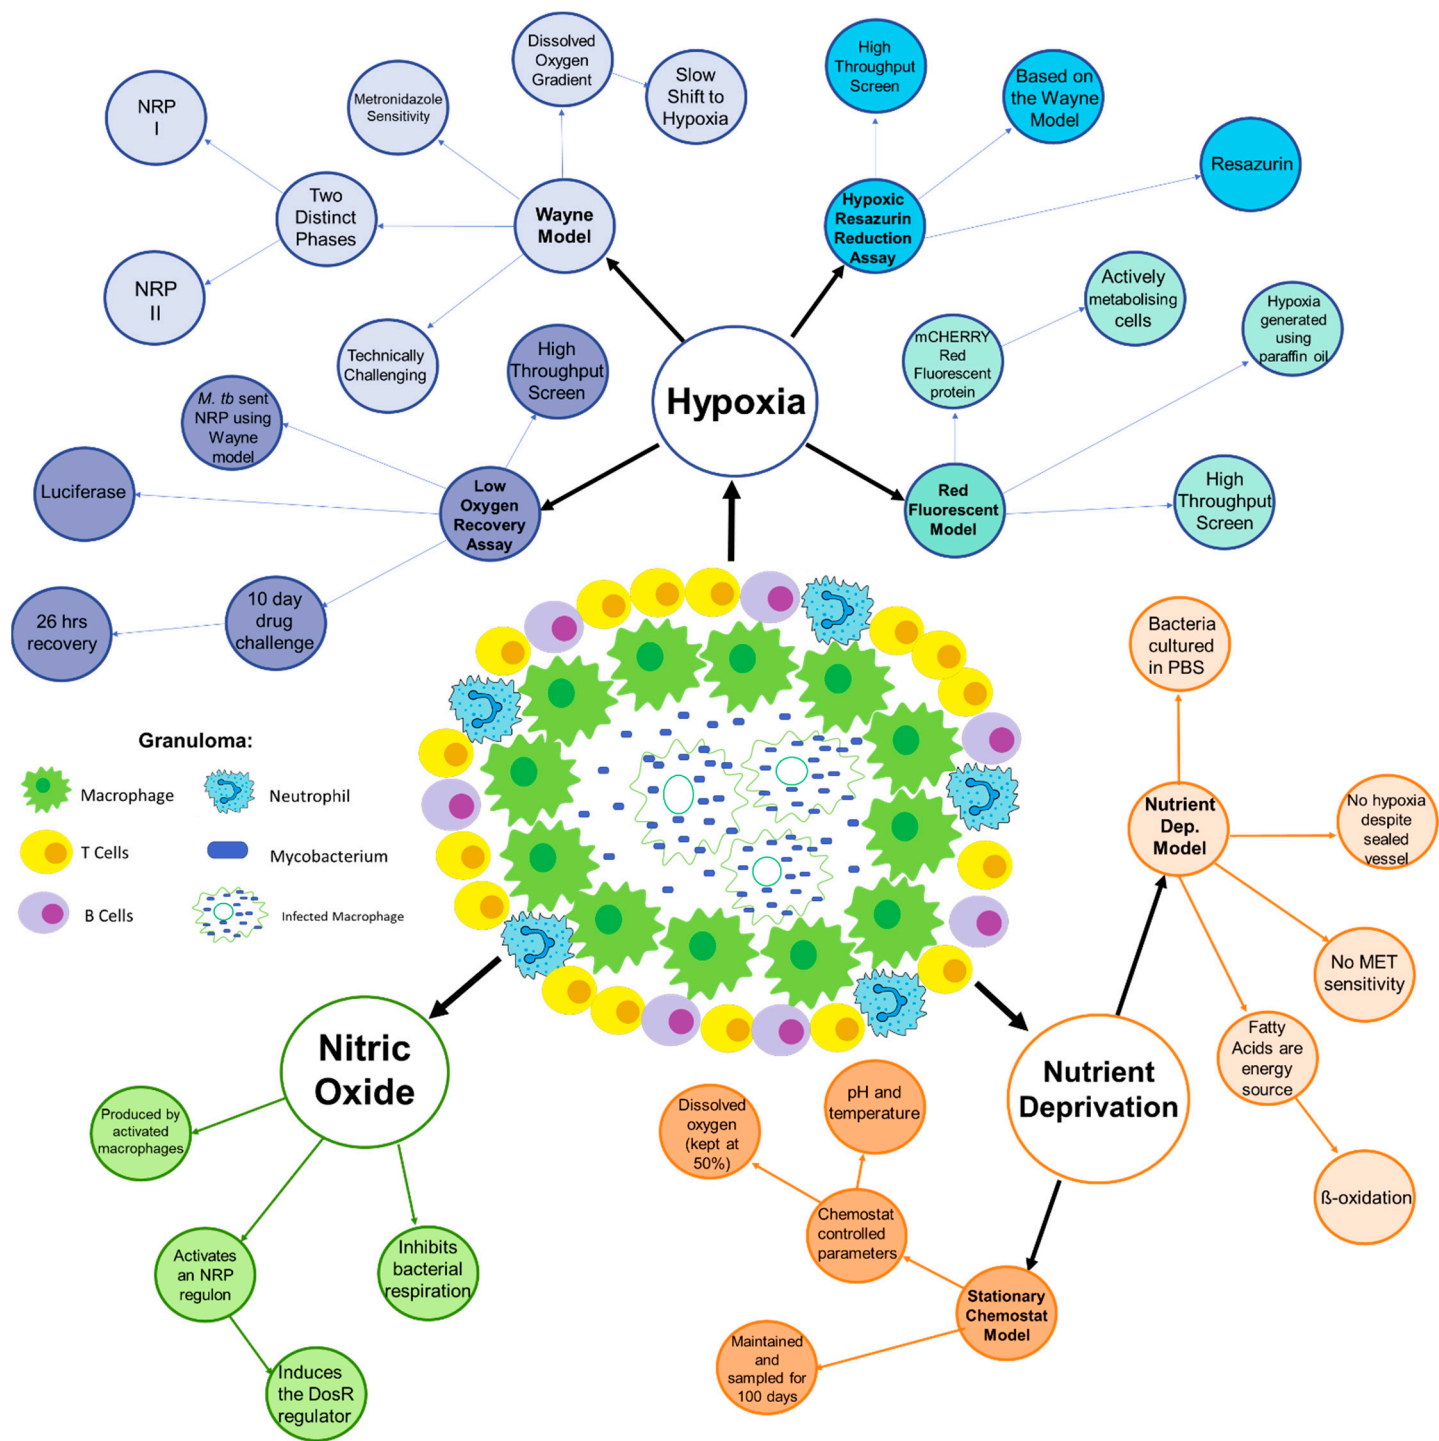 Dissolved
Oxygen
Gradient
Slow
Shift to
Hypoxia
Metronidazole
Sensitivity
NRP
I
Two
Distinct
Phases
NRP
II
Wayne
Model
Technically
Challenging
High
Throughput
Screen
Based on
the Wayne
Model
Resazurin
Hypoxic
Resazurin
Reduction
Assay
Actively
metabolising
cells
mCHERRY
Red
Fluorescent
protein
Hypoxia
generated
using
paraffin oil
Hypoxia
High
Throughput
Screen
M. tb sent
NRP using
Wayne
model
Luciferase
Low
Oxygen
Recovery
Assay
26 hrs
recovery
10 day
drug
challenge
Red
Fluorescent
Model
High
Throughput
Screen
Granuloma:
Macrophage
Neutrophil
T Cells
Mycobacterium
B Cells
Infected Macrophage
Bacteria
cultured
in PBS
Nutrient
Dep.
Model
No hypoxia
despite
sealed
vessel
No MET
sensitivity
Fatty
Acids are
energy
source
ß-oxidation
Nutrient
Deprivation
Nitric
Oxide
Produced by
activated
macrophages
Activates
an NRP
regulon
Inhibits
bacterial
respiration
Induces
the DosR
regulator
Dissolved
oxygen
(kept at
50%)
pH and
temperature
Chemostat
controlled
parameters
Stationary
Chemostat
Model
Maintained
and
sampled for
100 days